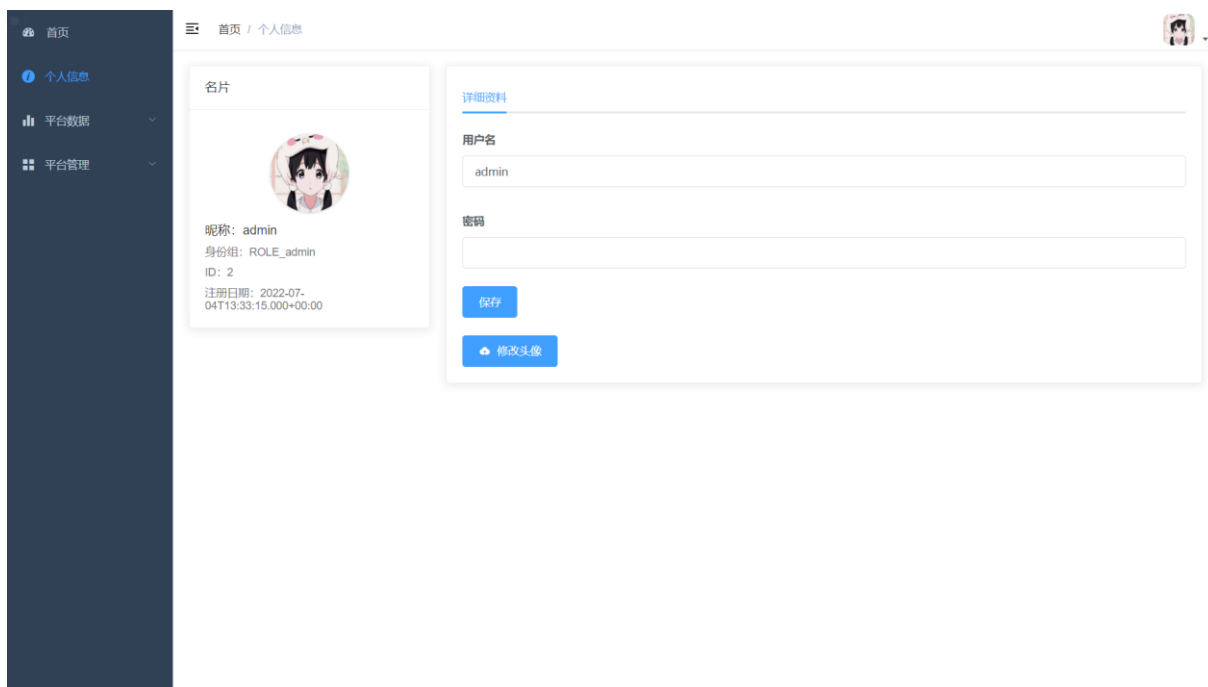 首页
个人信息
平台数据
平台管理
首页 / 个人信息
名片
昵称：admin
身份组：ROLE_admin
ID：2
注册日期：2022-07-
04T13:33:15.000+00:00
详细资料
用户名
admin
密码
保存
修改头像